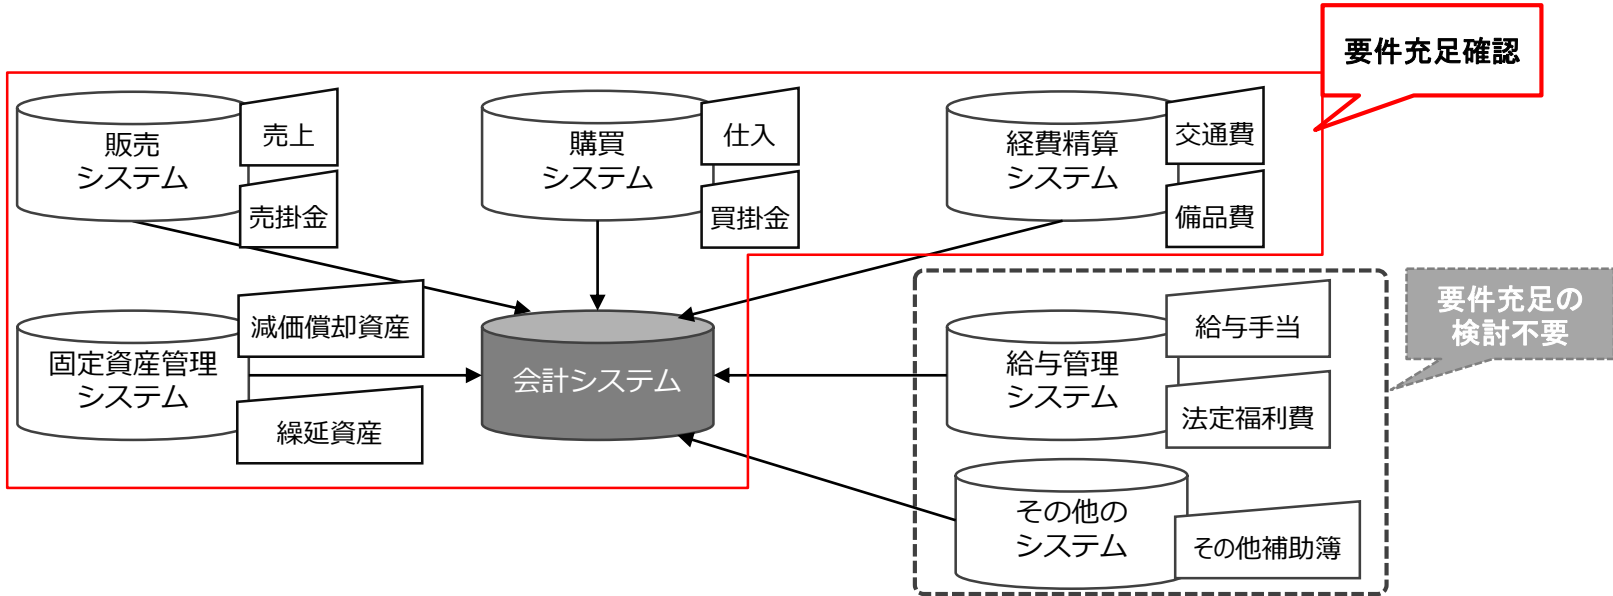 要件充足確認
販売
システム
売上
売掛金
購買
システム
仕入
買掛金
経費精算
システム
交通費
備品費
固定資産管理
システム
減価償却資産
繰延資産
会計システム
給与管理
システム
給与手当
法定福利費
要件充足の
検討不要
その他の
システム
その他補助簿